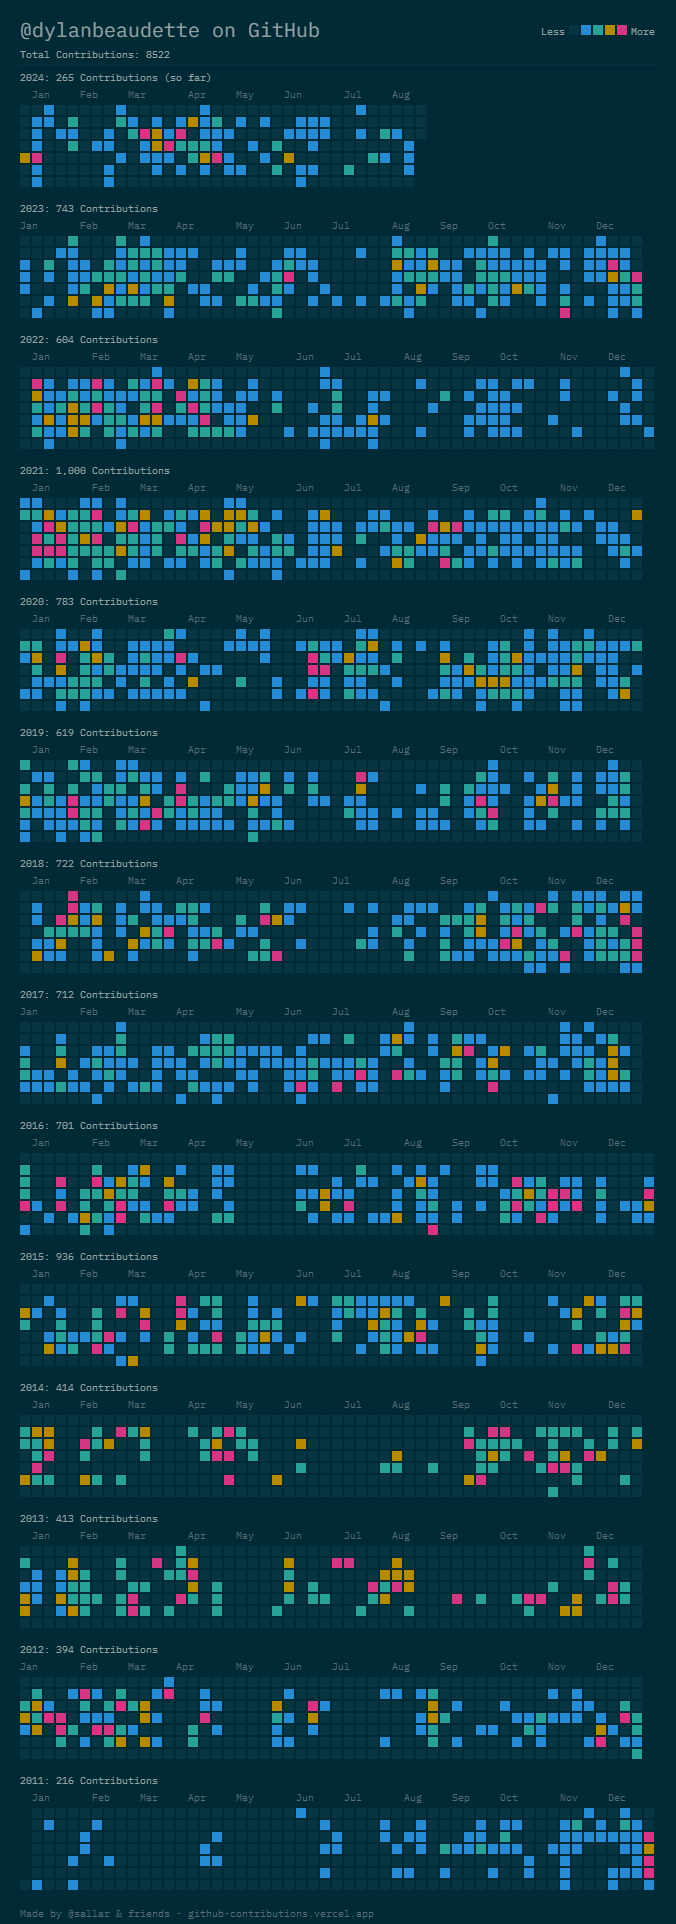 @dylanbeaudette on GitHub
Less More
Total Contributions: 8522
2024: 265 Contributions (so far)
Jan Feb Mar Apr May Jun Jul Aug
2023: 743 Contributions
Jan Feb Mar Apr May Jun Jul Aug Sep Oct Nov Dec
2022: 604 Contributions
Jan Feb Mar Apr May Jun Jul Aug Sep Oct Nov Dec
2021: 1,000 Contributions
Jan Feb Mar Apr May Jun Jul Aug Sep Oct Nov Dec
2020: 783 Contributions
Jan Feb Mar Apr May Jun Jul Aug Sep Oct Nov Dec
2019: 619 Contributions
Jan Feb Mar Apr May Jun Jul Aug Oct Nov Dec
2018: 722 Contributions
Jan Feb Mar Apr May Jun Jul Aug Sep Oct Nov Dec
2017: 712 Contributions
Jan Feb Mar Apr May Jun Jul Aug Sep Oct Nov Dec
2016: 701 Contributions
Jan Feb Mar Apr May Jun Jul Aug Sep Oct Nov Dec
2015: 936 Contributions
Jan Feb Mar Apr May Jun Jul Aug Sep Oct Nov Dec
2014: 414 Contributions
Jan Feb Mar Apr May Jun Jul Aug Sep Oct Nov Dec
2013: 413 Contributions
Jan Feb Mar Apr May Jun Jul Aug Sep Oct Nov Dec
2012: 394 Contributions
Jan Feb Mar Apr May Jun Jul Aug Sep Oct Nov Dec
2011: 216 Contributions
Jan Feb Mar Apr May Jun Jul Aug Sep Oct Nov Dec
Made by @sallar & friends - github-contributions.vercel.app